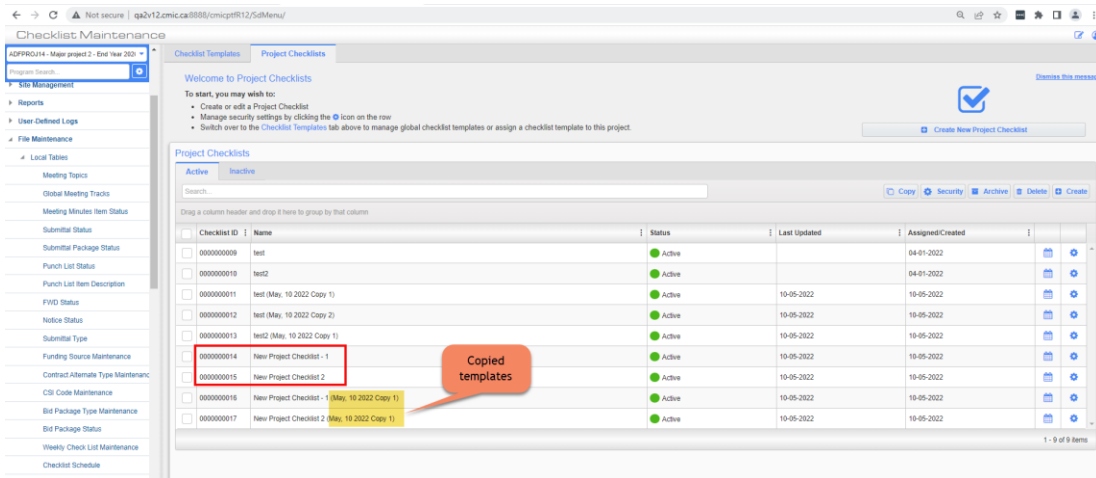 Not secure | qa2v12.cmic.ca:8888/cmicptfR12/SdMenu/
Checklist Maintenance
ADFPROJ14 - Major project 2 - End Year 202
Program Search...
Site Management
Reports
User-Defined Logs
File Maintenance
Local Tables
Meeting Topics
Global Meeting Tracks
Meeting Minutes Item Status
Submittal Status
Submittal Package Status
Punch List Status
Punch List Item Description
FWD Status
Notice Status
Submittal Type
Funding Source Maintenance
Contract Alternate Type Maintenanc
CSI Code Maintenance
Bid Package Type Maintenance
Bid Package Status
Weekly Check List Maintenance
Checklist Schedule
Checklist Templates Project Checklists
Welcome to Project Checklists
Dismiss this messa
To start, you may wish to:
• Create or edit a Project Checklist
• Manage security settings by clicking the icon on the row
• Switch over to the Checklist Templates tab above to manage global checklist templates or assign a checklist template to this project.
Create New Project Checklist
Project Checklists
Active Inactive
Search... Copy Security Archive Delete Create
Drag a column header and drop it here to group by that column
Checklist ID Name Status Last Updated Assigned/Created
0000000009 test Active 04-01-2022
0000000010 test2 Active 04-01-2022
0000000011 test (May, 10 2022 Copy 1) Active 10-05-2022 10-05-2022
0000000012 test (May, 10 2022 Copy 2) Active 10-05-2022 10-05-2022
0000000013 test2 (May, 10 2022 Copy 1) Active 10-05-2022 10-05-2022
0000000014 New Project Checklist - 1 Active 10-05-2022 10-05-2022
0000000015 New Project Checklist 2 Active 10-05-2022 10-05-2022
0000000016 New Project Checklist - 1 (May, 10 2022 Copy 1) Active 10-05-2022 10-05-2022
0000000017 New Project Checklist 2 (May, 10 2022 Copy 1) Active 10-05-2022 10-05-2022
Copied
templates
1 - 9 of 9 items